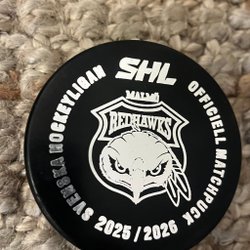 SHL
SVENSKA HOCKEYLIGAN
OFFICIELL MATCHPUCK
MALMÖ
REDHAWKS
2025 / 2026